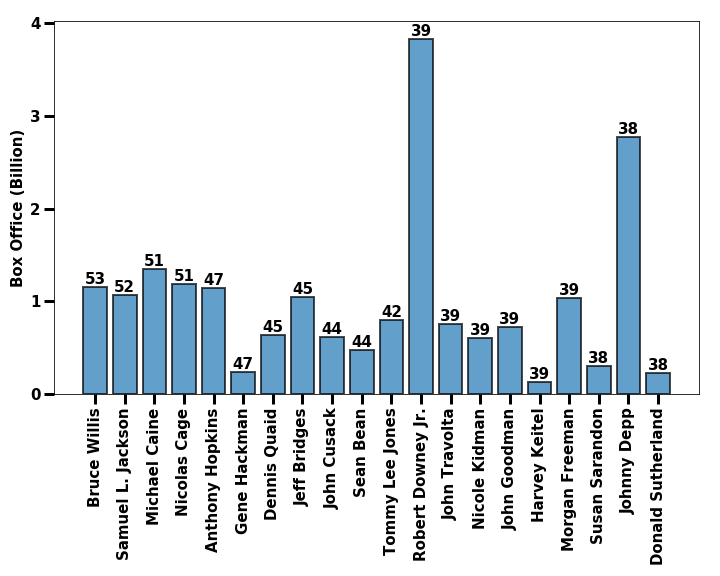 4
3
2
1
0
Box Office (Billion)
53
52
51
51
47
47
45
45
44
44
42
39
39
39
39
39
39
38
38
38
Bruce Willis
Samuel L. Jackson
Michael Caine
Nicolas Cage
Anthony Hopkins
Gene Hackman
Dennis Quaid
Jeff Bridges
John Cusack
Sean Bean
Tommy Lee Jones
Robert Downey Jr.
John Travolta
Nicole Kidman
John Goodman
Harvey Keitel
Morgan Freeman
Susan Sarandon
Johnny Depp
Donald Sutherland